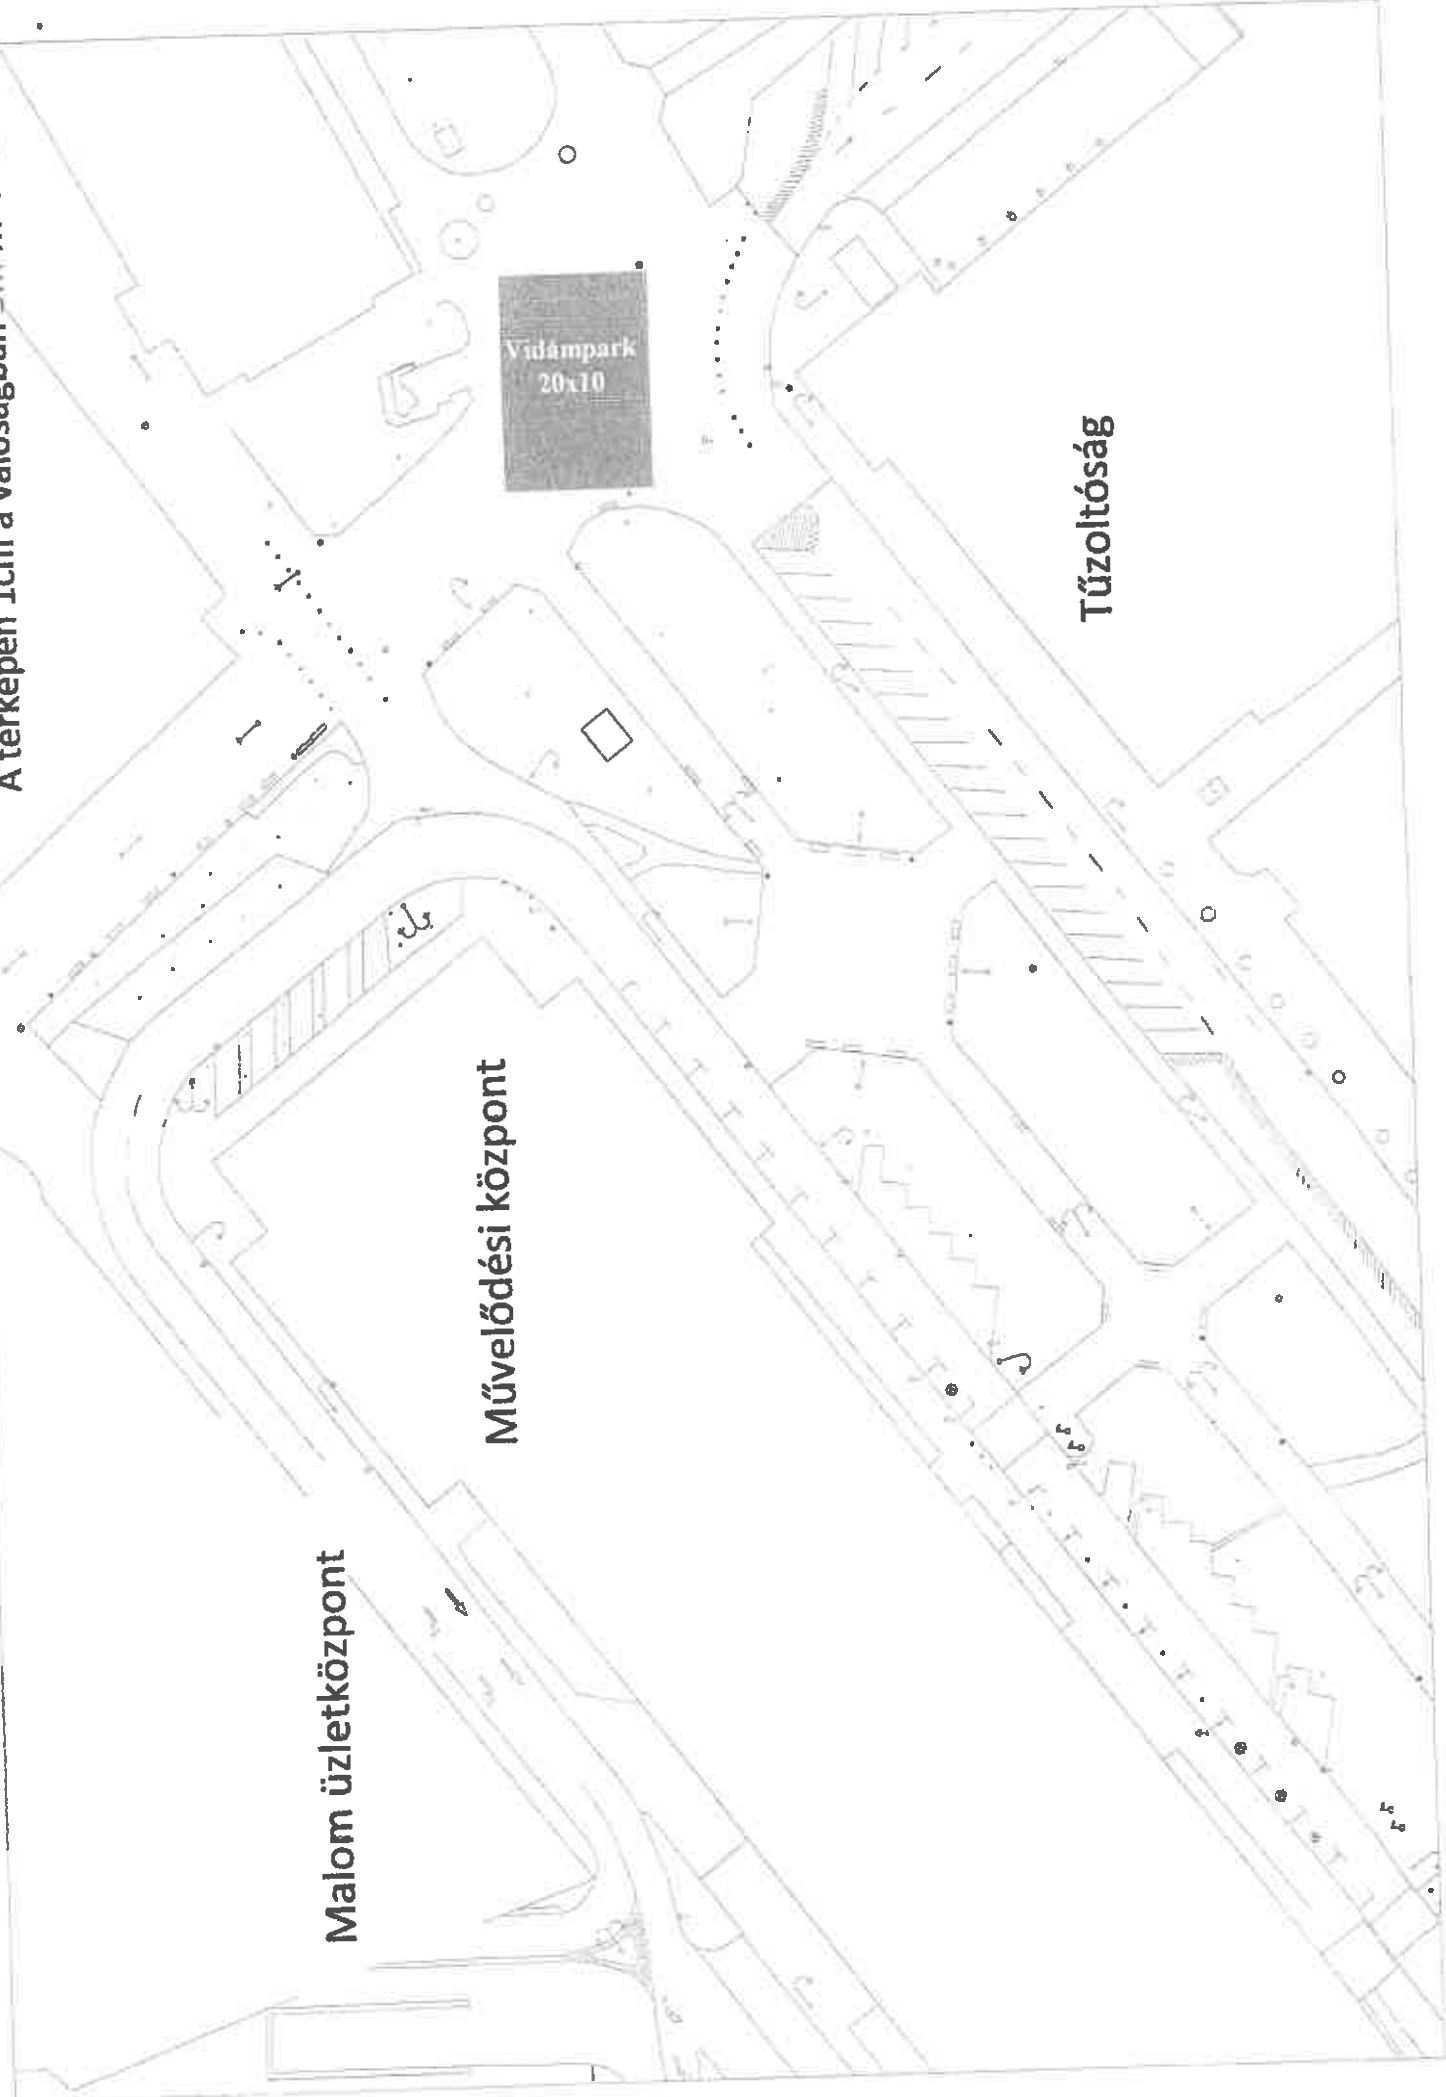 A térképen 1cm a valóságban
Vidámpark
20x10
Tűzoltóság
Művelődési központ
Malom üzletközpont